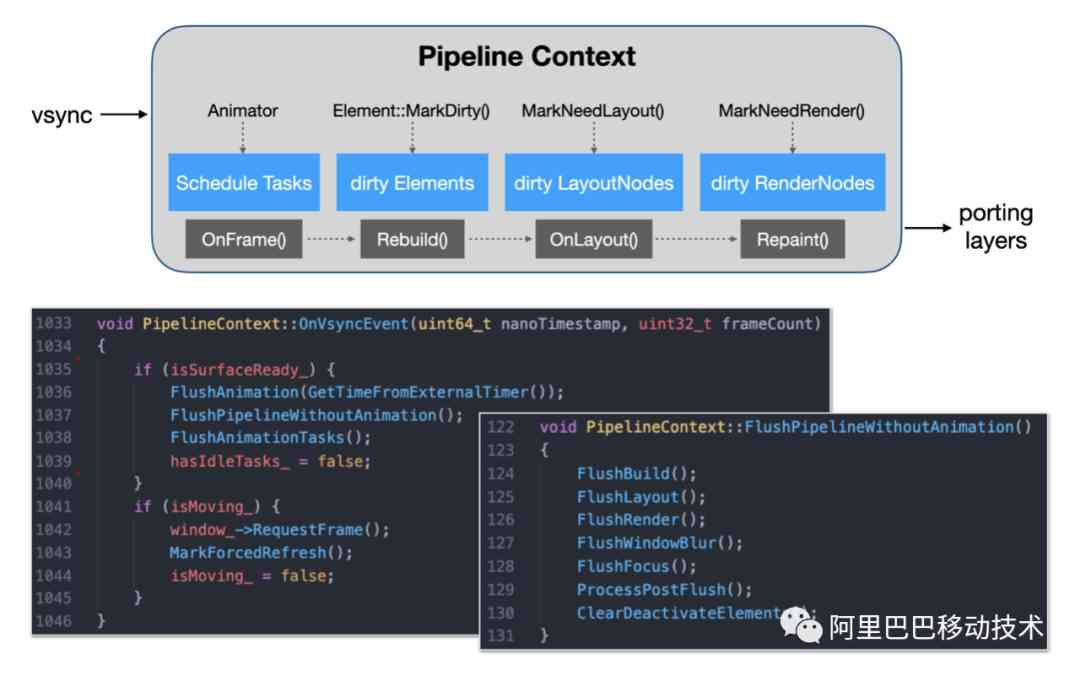 Pipeline Context
vsync
Animator
Element::MarkDirty()
MarkNeedLayout()
MarkNeedRender()
Schedule Tasks
dirty Elements
dirty LayoutNodes
dirty RenderNodes
OnFrame()
Rebuild()
OnLayout()
Repaint()
porting
layers
1033 void PipelineContext::OnVsyncEvent(uint64_t nanoTimestamp, uint32_t frameCount)
1034 {
1035 if (isSurfaceReady_) {
1036 FlushAnimation(GetTimeFromExternalTimer());
1037 FlushPipelineWithoutAnimation();
1038 FlushAnimationTasks();
1039 hasIdleTasks_ = false;
1040 }
1041 if (isMoving_) {
1042 window_->RequestFrame();
1043 MarkForcedRefresh();
1044 isMoving_ = false;
1045 }
1046 }
122 void PipelineContext::FlushPipelineWithoutAnimation()
123 {
124 FlushBuild();
125 FlushLayout();
126 FlushRender();
127 FlushWindowBlur();
128 FlushFocus();
129 ProcessPostFlush();
130 ClearDeactivateElement
131 }
阿里巴巴移动技术